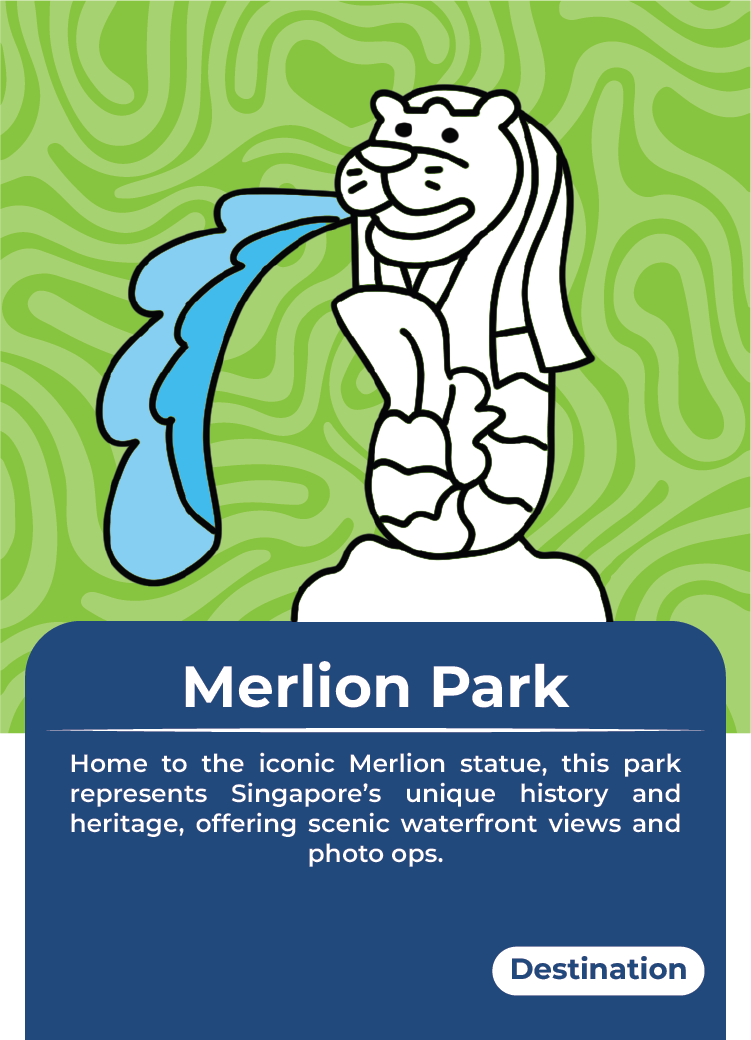 Merlion Park
Home to the iconic Merlion statue, this park
represents Singapore’s unique history and
heritage, offering scenic waterfront views and
photo ops.
Destination